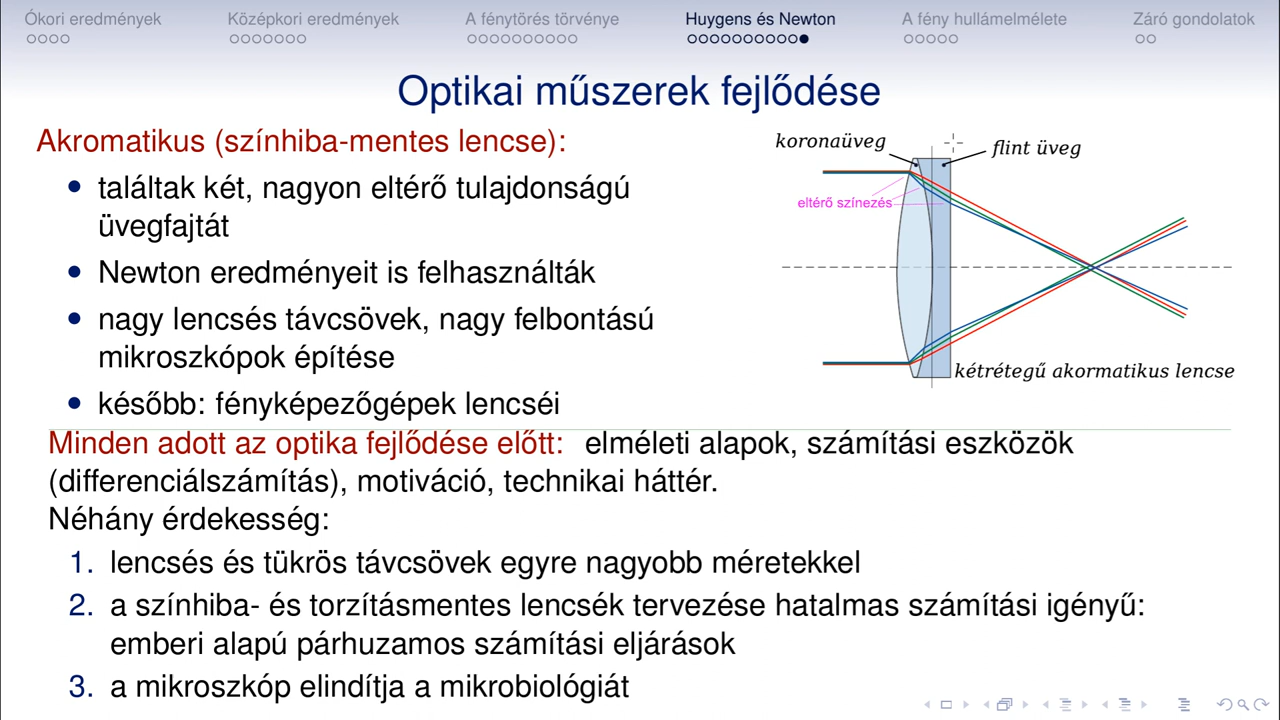 Ókori eredmények
Középkori eredmények
A fénytörés törvénye
Huygens és Newton
A fény hullámelmélete
Záró gondolatok
Optikai műszerek fejlődése
Akromatikus (színhiba-mentes lencse):
• találtak két, nagyon eltérő tulajdonságú
üvegfajtát
• Newton eredményeit is felhasználták
• nagy lencsés távcsövek, nagy felbontású
mikroszkópok építése
• később: fényképezőgépek lencséi
koronaüveg
flint üveg
eltérő színezés
kétrétegű akormatikus lencse
Minden adott az optika fejlődése előtt: elméleti alapok, számítási eszközök
(differenciálszámítás), motiváció, technikai háttér.
Néhány érdekesség:
1. lencsés és tükrös távcsövek egyre nagyobb méretekkel
2. a színhiba- és torzításmentes lencsék tervezése hatalmas számítási igényű:
emberi alapú párhuzamos számítási eljárások
3. a mikroszkóp elindítja a mikrobiológiát